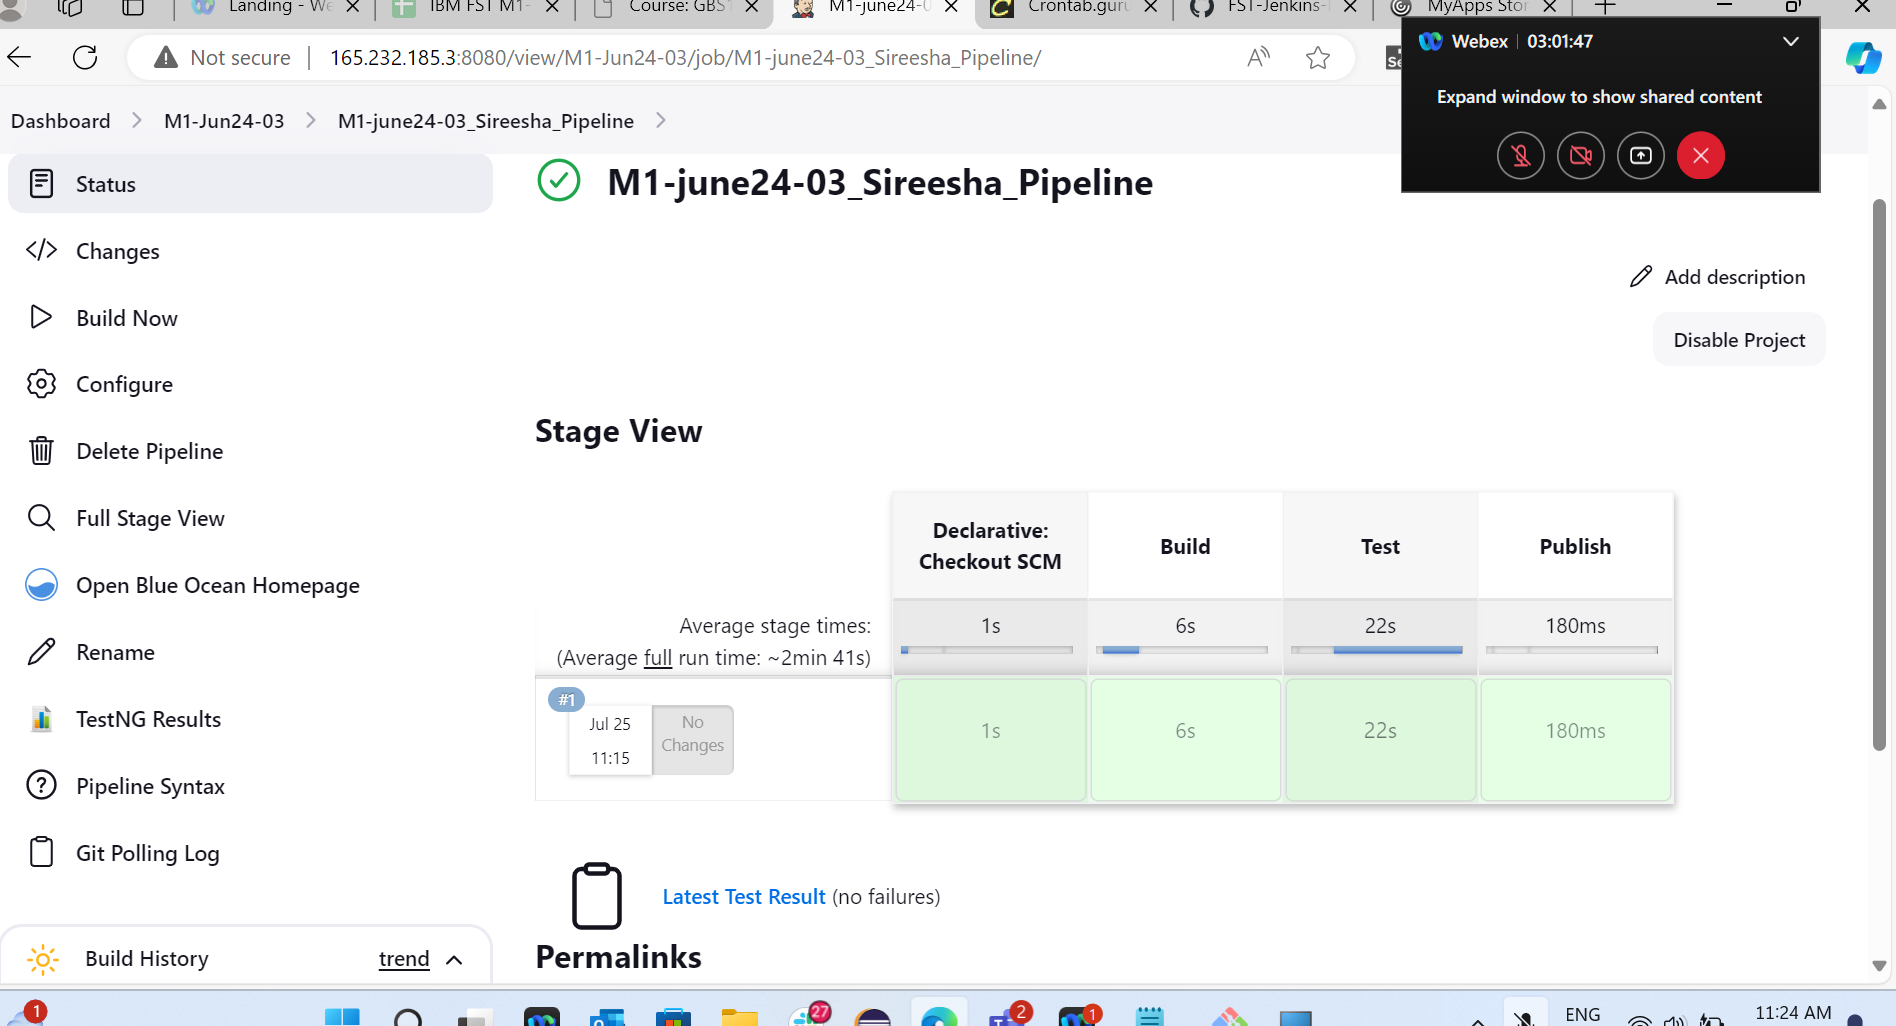 Landing - We
IBM FST M1-
Course: GBS
M1-june24-0
Crontab.guru
FST-Jenkins-
MyApps Stor
Not secure
165.232.185.3:8080/view/M1-Jun24-03/job/M1-june24-03_Sireesha_Pipeline/
Se
Webex
03:01:47
Expand window to show shared content
Dashboard
M1-Jun24-03
M1-june24-03_Sireesha_Pipeline
Status
Changes
Build Now
Configure
Delete Pipeline
Full Stage View
Open Blue Ocean Homepage
Rename
TestNG Results
Pipeline Syntax
Git Polling Log
Build History
trend
M1-june24-03_Sireesha_Pipeline
Add description
Disable Project
Stage View
Declarative:
Checkout SCM
Build
Test
Publish
Average stage times:
(Average full run time: ~2min 41s)
1s
6s
22s
180ms
#1
Jul 25
11:15
No
Changes
1s
6s
22s
180ms
Latest Test Result (no failures)
Permalinks
1
27
2
1
ENG
11:24 AM